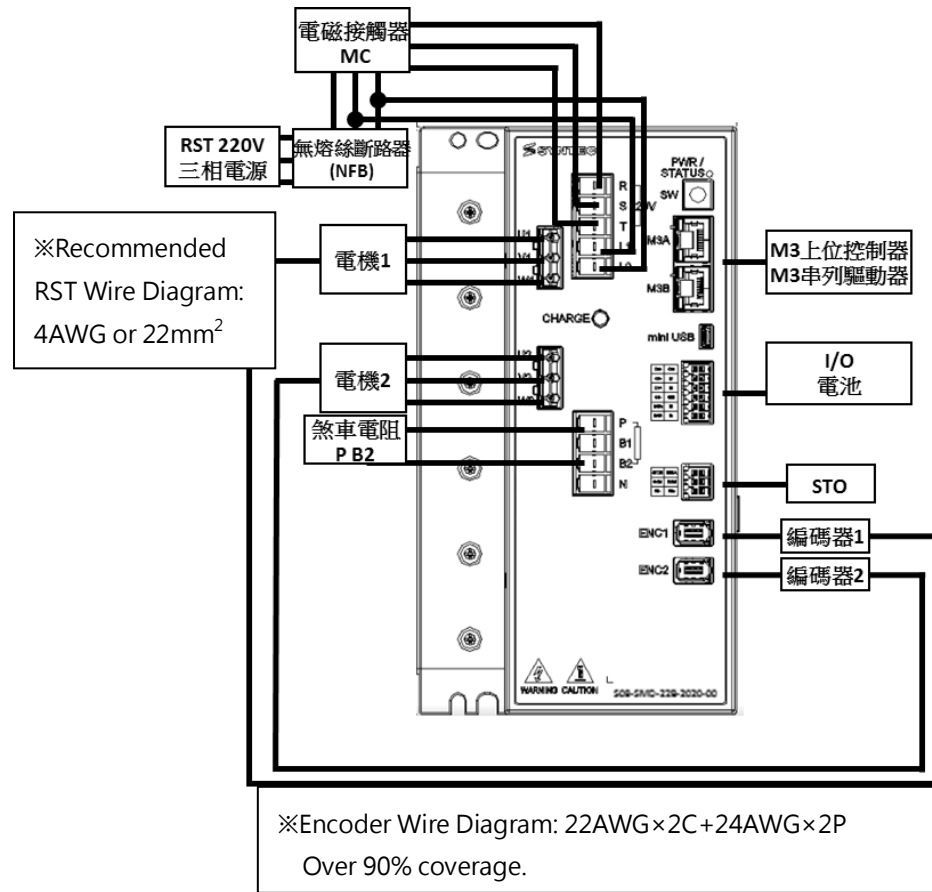 電磁接觸器
MC
RST 220V
三相電源
無熔線斷路器
(NFB)
SYNTEC
PWR /
STATUS
SW
R
S
T
M3A
M3B
※Recommended
RST Wire Diagram:
4AWG or 22mm²
電機1
M3上位控制器
M3串列驅動器
CHARGE
mini USB
電機2
I/O
電池
煞車電阻
P B2
P
B1
B2
N
STO
ENC1
編碼器1
ENC2
編碼器2
WARNING CAUTION
※Encoder Wire Diagram: 22AWG×2C+24AWG×2P
Over 90% coverage.